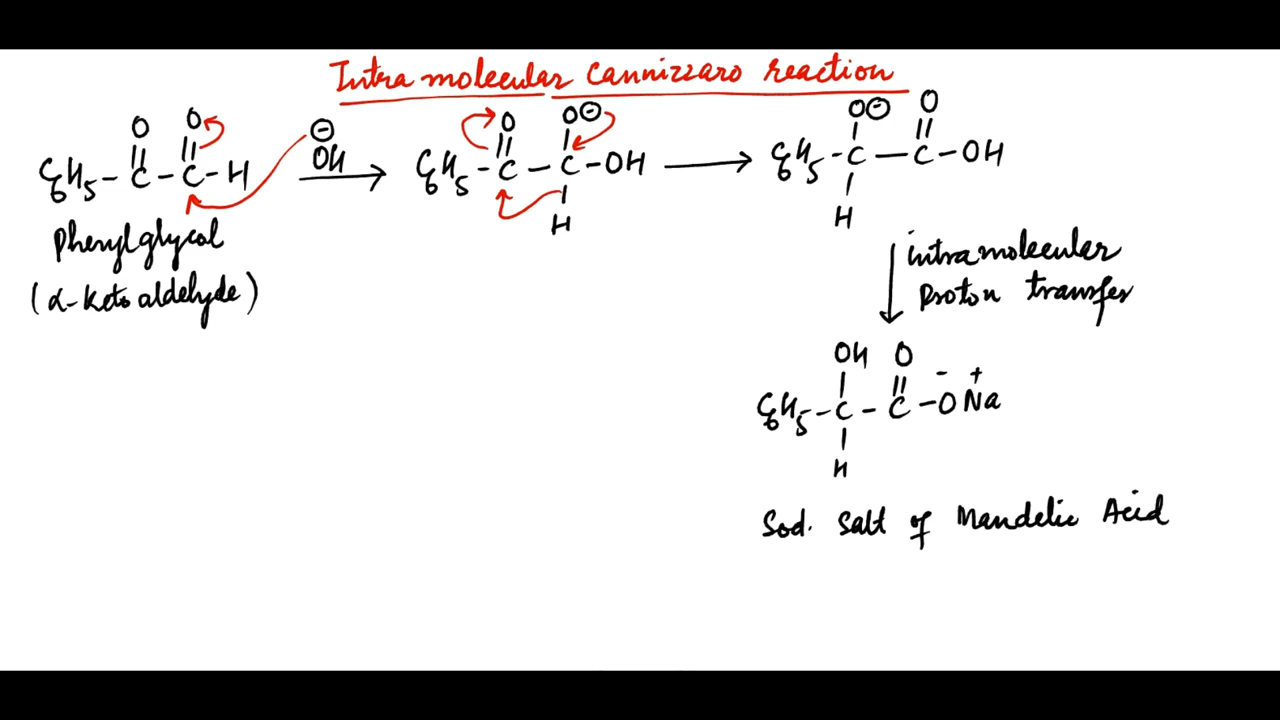 Intra molecular Cannizzaro reaction
O O ⊖ O O⊖ O⊖ O
|| || OH || | | ||
C6H5-C-C-H → C6H5-C-C-OH → C6H5-C-C-OH
H H
Phenylglycol
(α-Keto aldehyde)
intramolecular
Proton transfer
OH O - +
C6H5-C-C-ONa
H
Sod. Salt of Mandelic Acid